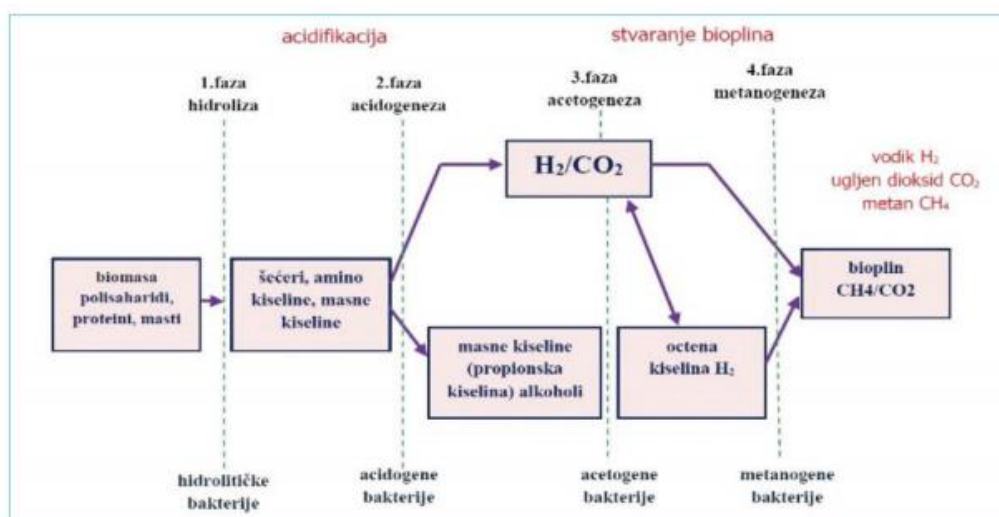 acidifikacija
stvaranje bioplina
1.faza
hidroliza
2.faza
acidogeneza
3.faza
acetogeneza
4.faza
metanogeneza
H₂/CO₂
vodik H₂
ugljen dioksid CO₂
metan CH₄
biomasa
polisaharidi,
proteini, masti
šećeri, amino
kiseline, masne
kiseline
masne kiseline
(propionska
kiselina) alkoholi
octena
kiselina H₂
bioplin
CH4/CO2
hidrolitičke
bakterije
acidogene
bakterije
acetogene
bakterije
metanogene
bakterije